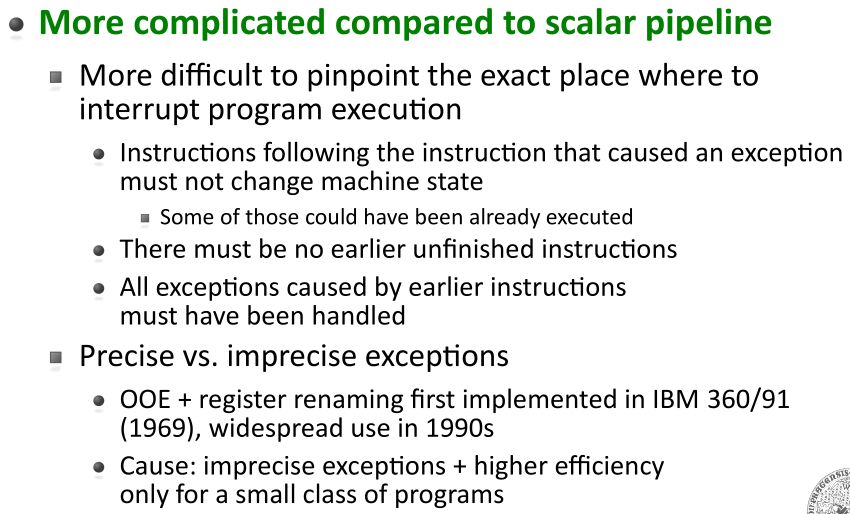 More complicated compared to scalar pipeline
More difficult to pinpoint the exact place where to
interrupt program execution
Instructions following the instruction that caused an exception
must not change machine state
Some of those could have been already executed
There must be no earlier unfinished instructions
All exceptions caused by earlier instructions
must have been handled
Precise vs. imprecise exceptions
OOE + register renaming first implemented in IBM 360/91
(1969), widespread use in 1990s
Cause: imprecise exceptions + higher efficiency
only for a small class of programs